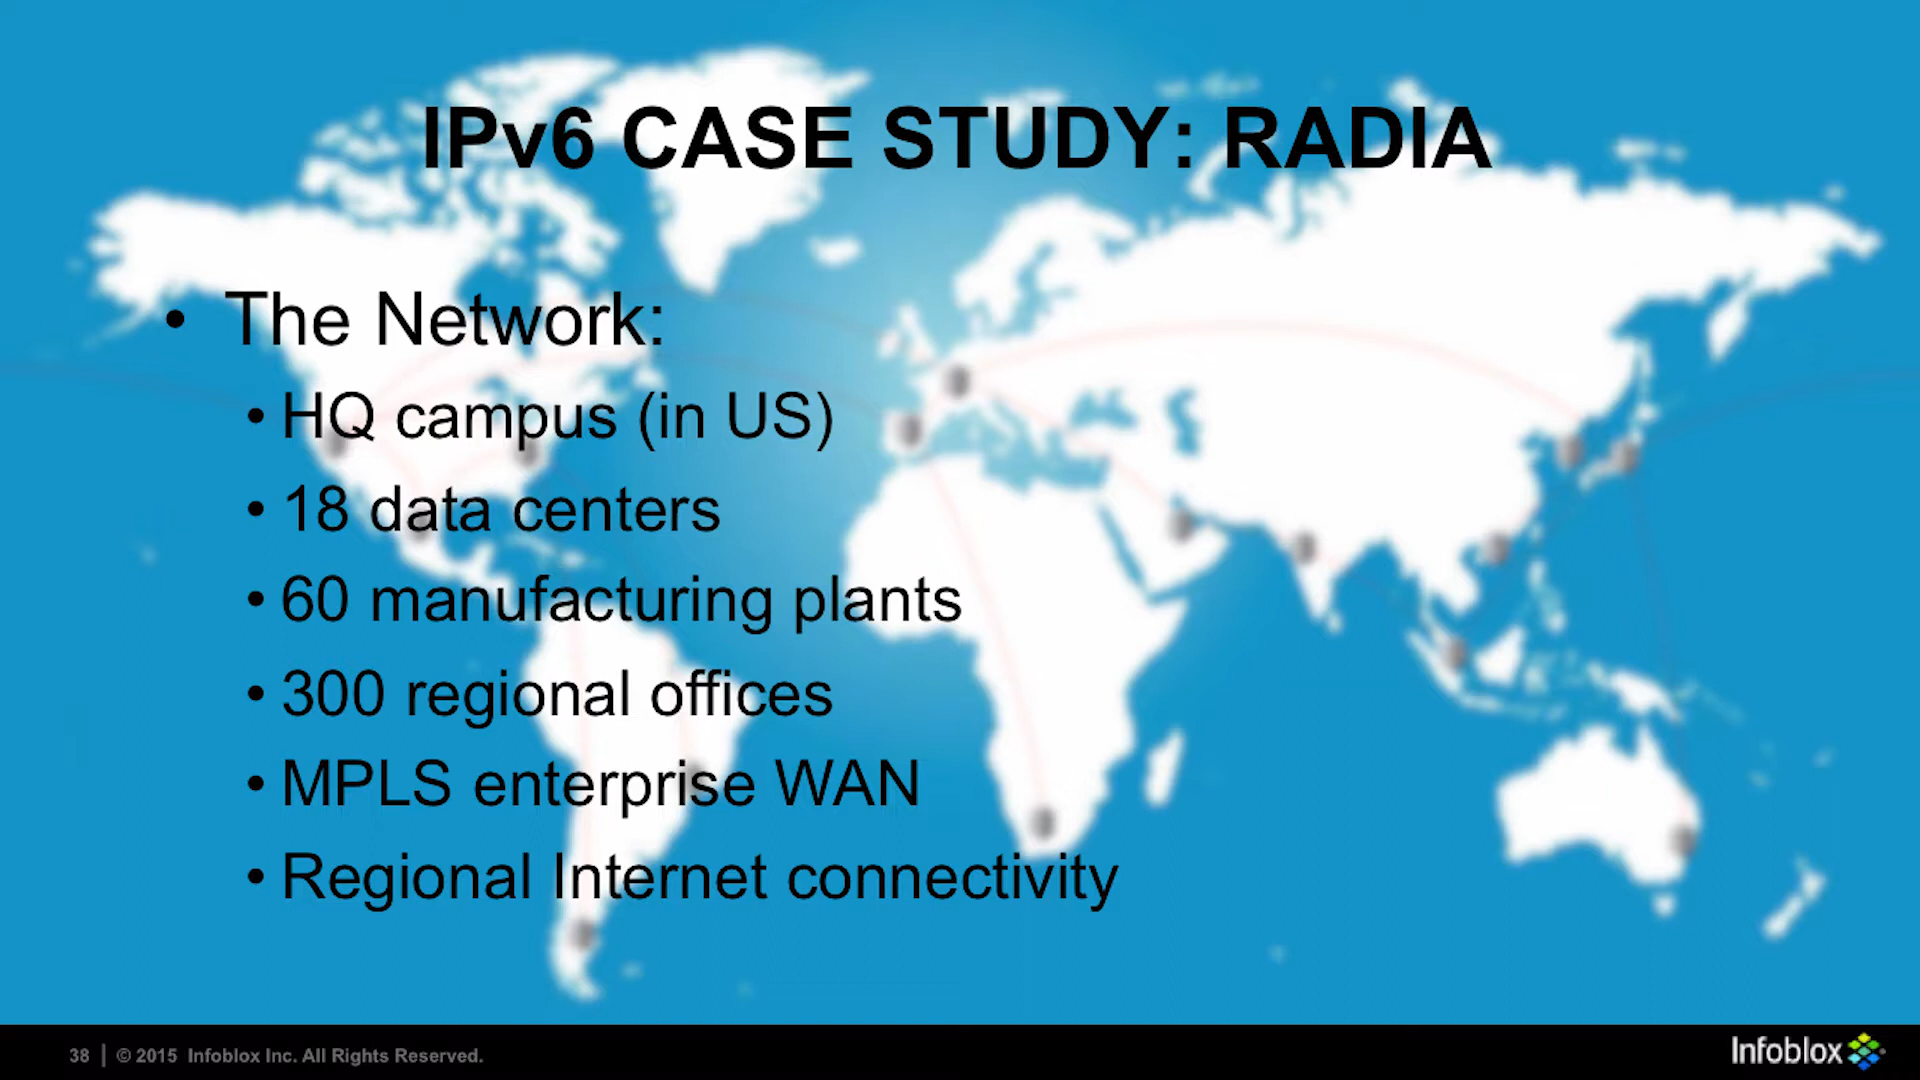 IPv6 CASE STUDY: RADIA
• The Network:
• HQ campus (in US)
• 18 data centers
• 60 manufacturing plants
• 300 regional offices
• MPLS enterprise WAN
• Regional Internet connectivity
38 | © 2015 Infoblox Inc. All Rights Reserved.
Infoblox